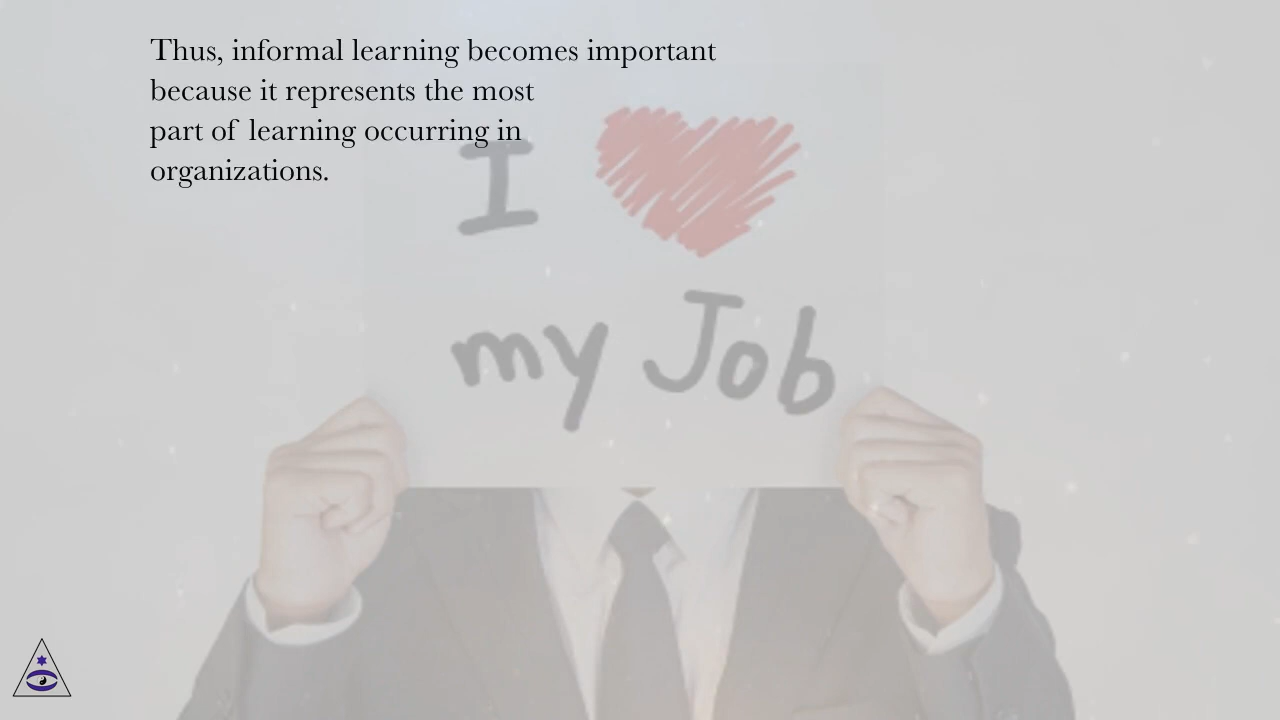 Thus, informal learning becomes important
because it represents the most
part of learning occurring in
organizations.
I
my Job